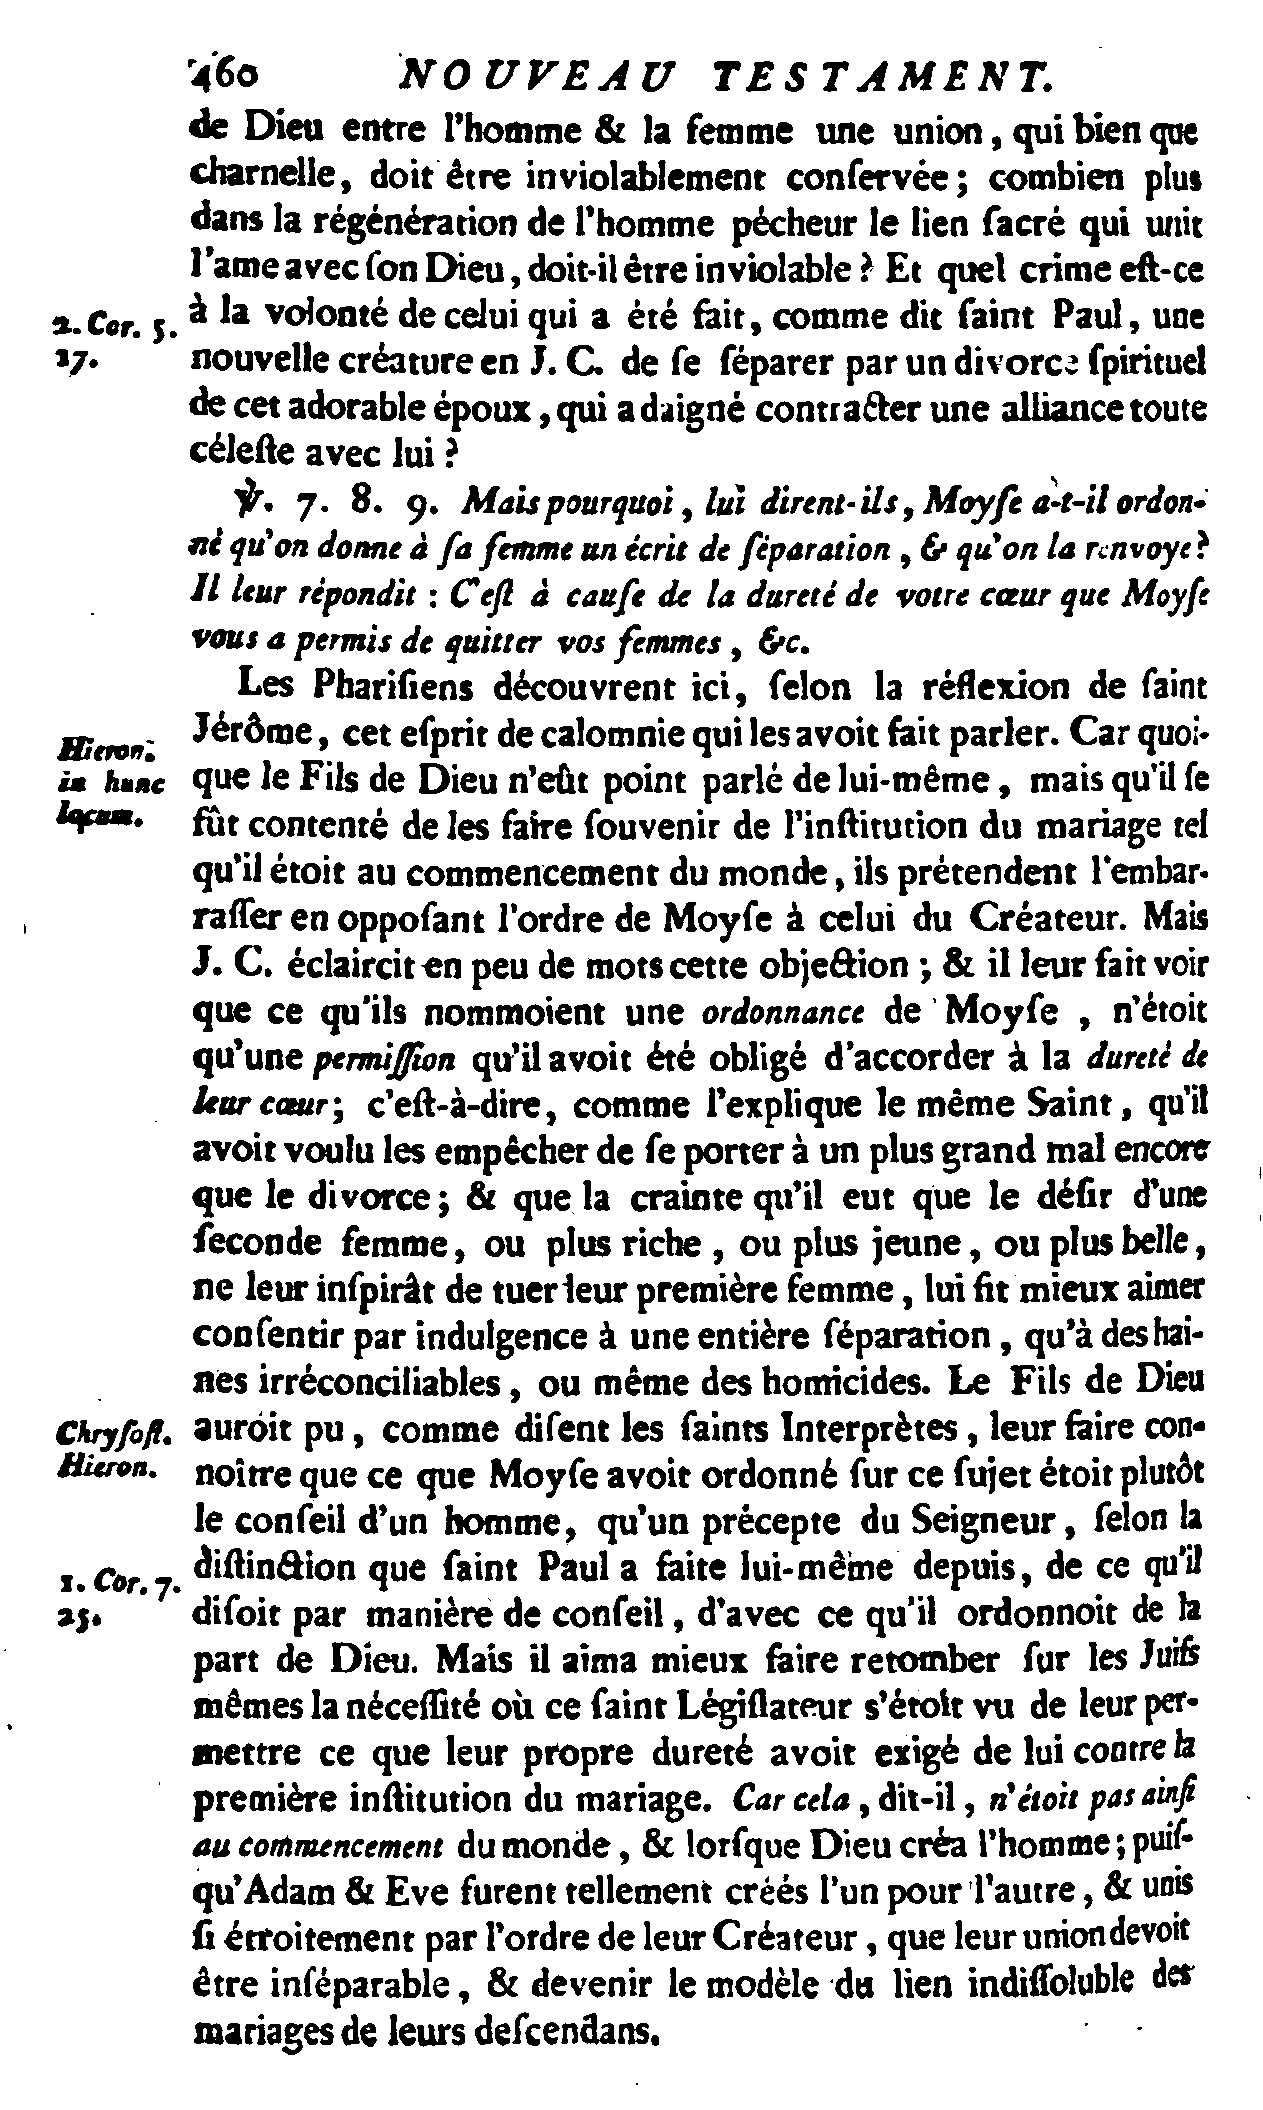 460 NOUVEAU TESTAMENT.
de Dieu entre l'homme & la femme une union, qui bien que
charnelle, doit être inviolablement conſervée; combien plus
dans la régénération de l'homme pécheur le lien ſacré qui unit
l'ame avec ſon Dieu, doit-il être inviolable? Et quel crime eſt-ce
2. Cor. 5. à la volonté de celui qui a été fait, comme dit ſaint Paul, une
17. nouvelle créature en J. C. de ſe ſéparer par un divorce ſpirituel
de cet adorable époux, qui a daigné contracter une alliance toute
céleſte avec lui?
℣. 7. 8. 9. Mais pourquoi, lui dirent-ils, Moyſe a-t-il ordon-
né qu'on donne à ſa femme un écrit de ſéparation, & qu'on la renvoye?
Il leur répondit : C'eſt à cauſe de la dureté de votre cœur que Moyſe
vous a permis de quitter vos femmes, &c.
Les Phariſiens découvrent ici, ſelon la réflexion de ſaint
Hieron. Jérôme, cet eſprit de calomnie qui les avoit fait parler. Car quoi-
in hunc que le Fils de Dieu n'eût point parlé de lui-même, mais qu'il ſe
locum. fût contenté de les faire ſouvenir de l'inſtitution du mariage tel
qu'il étoit au commencement du monde, ils prétendent l'embar-
raſſer en oppoſant l'ordre de Moyſe à celui du Créateur. Mais
J. C. éclaircit en peu de mots cette objection; & il leur fait voir
que ce qu'ils nommoient une ordonnance de Moyſe, n'étoit
qu'une permiſſion qu'il avoit été obligé d'accorder à la dureté de
leur cœur; c'eſt-à-dire, comme l'explique le même Saint, qu'il
avoit voulu les empêcher de ſe porter à un plus grand mal encore
que le divorce; & que la crainte qu'il eut que le déſir d'une
ſeconde femme, ou plus riche, ou plus jeune, ou plus belle,
ne leur inſpirât de tuer leur première femme, lui fit mieux aimer
conſentir par indulgence à une entière ſéparation, qu'à des hai-
nes irréconciliables, ou même des homicides. Le Fils de Dieu
Chryſoſt. auroit pu, comme diſent les ſaints Interprètes, leur faire con-
Hieron. noître que ce que Moyſe avoit ordonné ſur ce ſujet étoit plutôt
le conſeil d'un homme, qu'un précepte du Seigneur, ſelon la
1. Cor. 7. diſtinction que ſaint Paul a faite lui-même depuis, de ce qu'il
25. diſoit par manière de conſeil, d'avec ce qu'il ordonnoit de la
part de Dieu. Mais il aima mieux faire retomber ſur les Juifs
mêmes la néceſſité où ce ſaint Légiſlateur s'étoit vu de leur per-
mettre ce que leur propre dureté avoit exigé de lui contre la
première inſtitution du mariage. Car cela, dit-il, n'étoit pas ainſi
au commencement du monde, & lorſque Dieu créa l'homme; puiſ-
qu'Adam & Eve furent tellement créés l'un pour l'autre, & unis
ſi étroitement par l'ordre de leur Créateur, que leur union devoit
être inſéparable, & devenir le modèle du lien indiſſoluble des
mariages de leurs deſcendans.